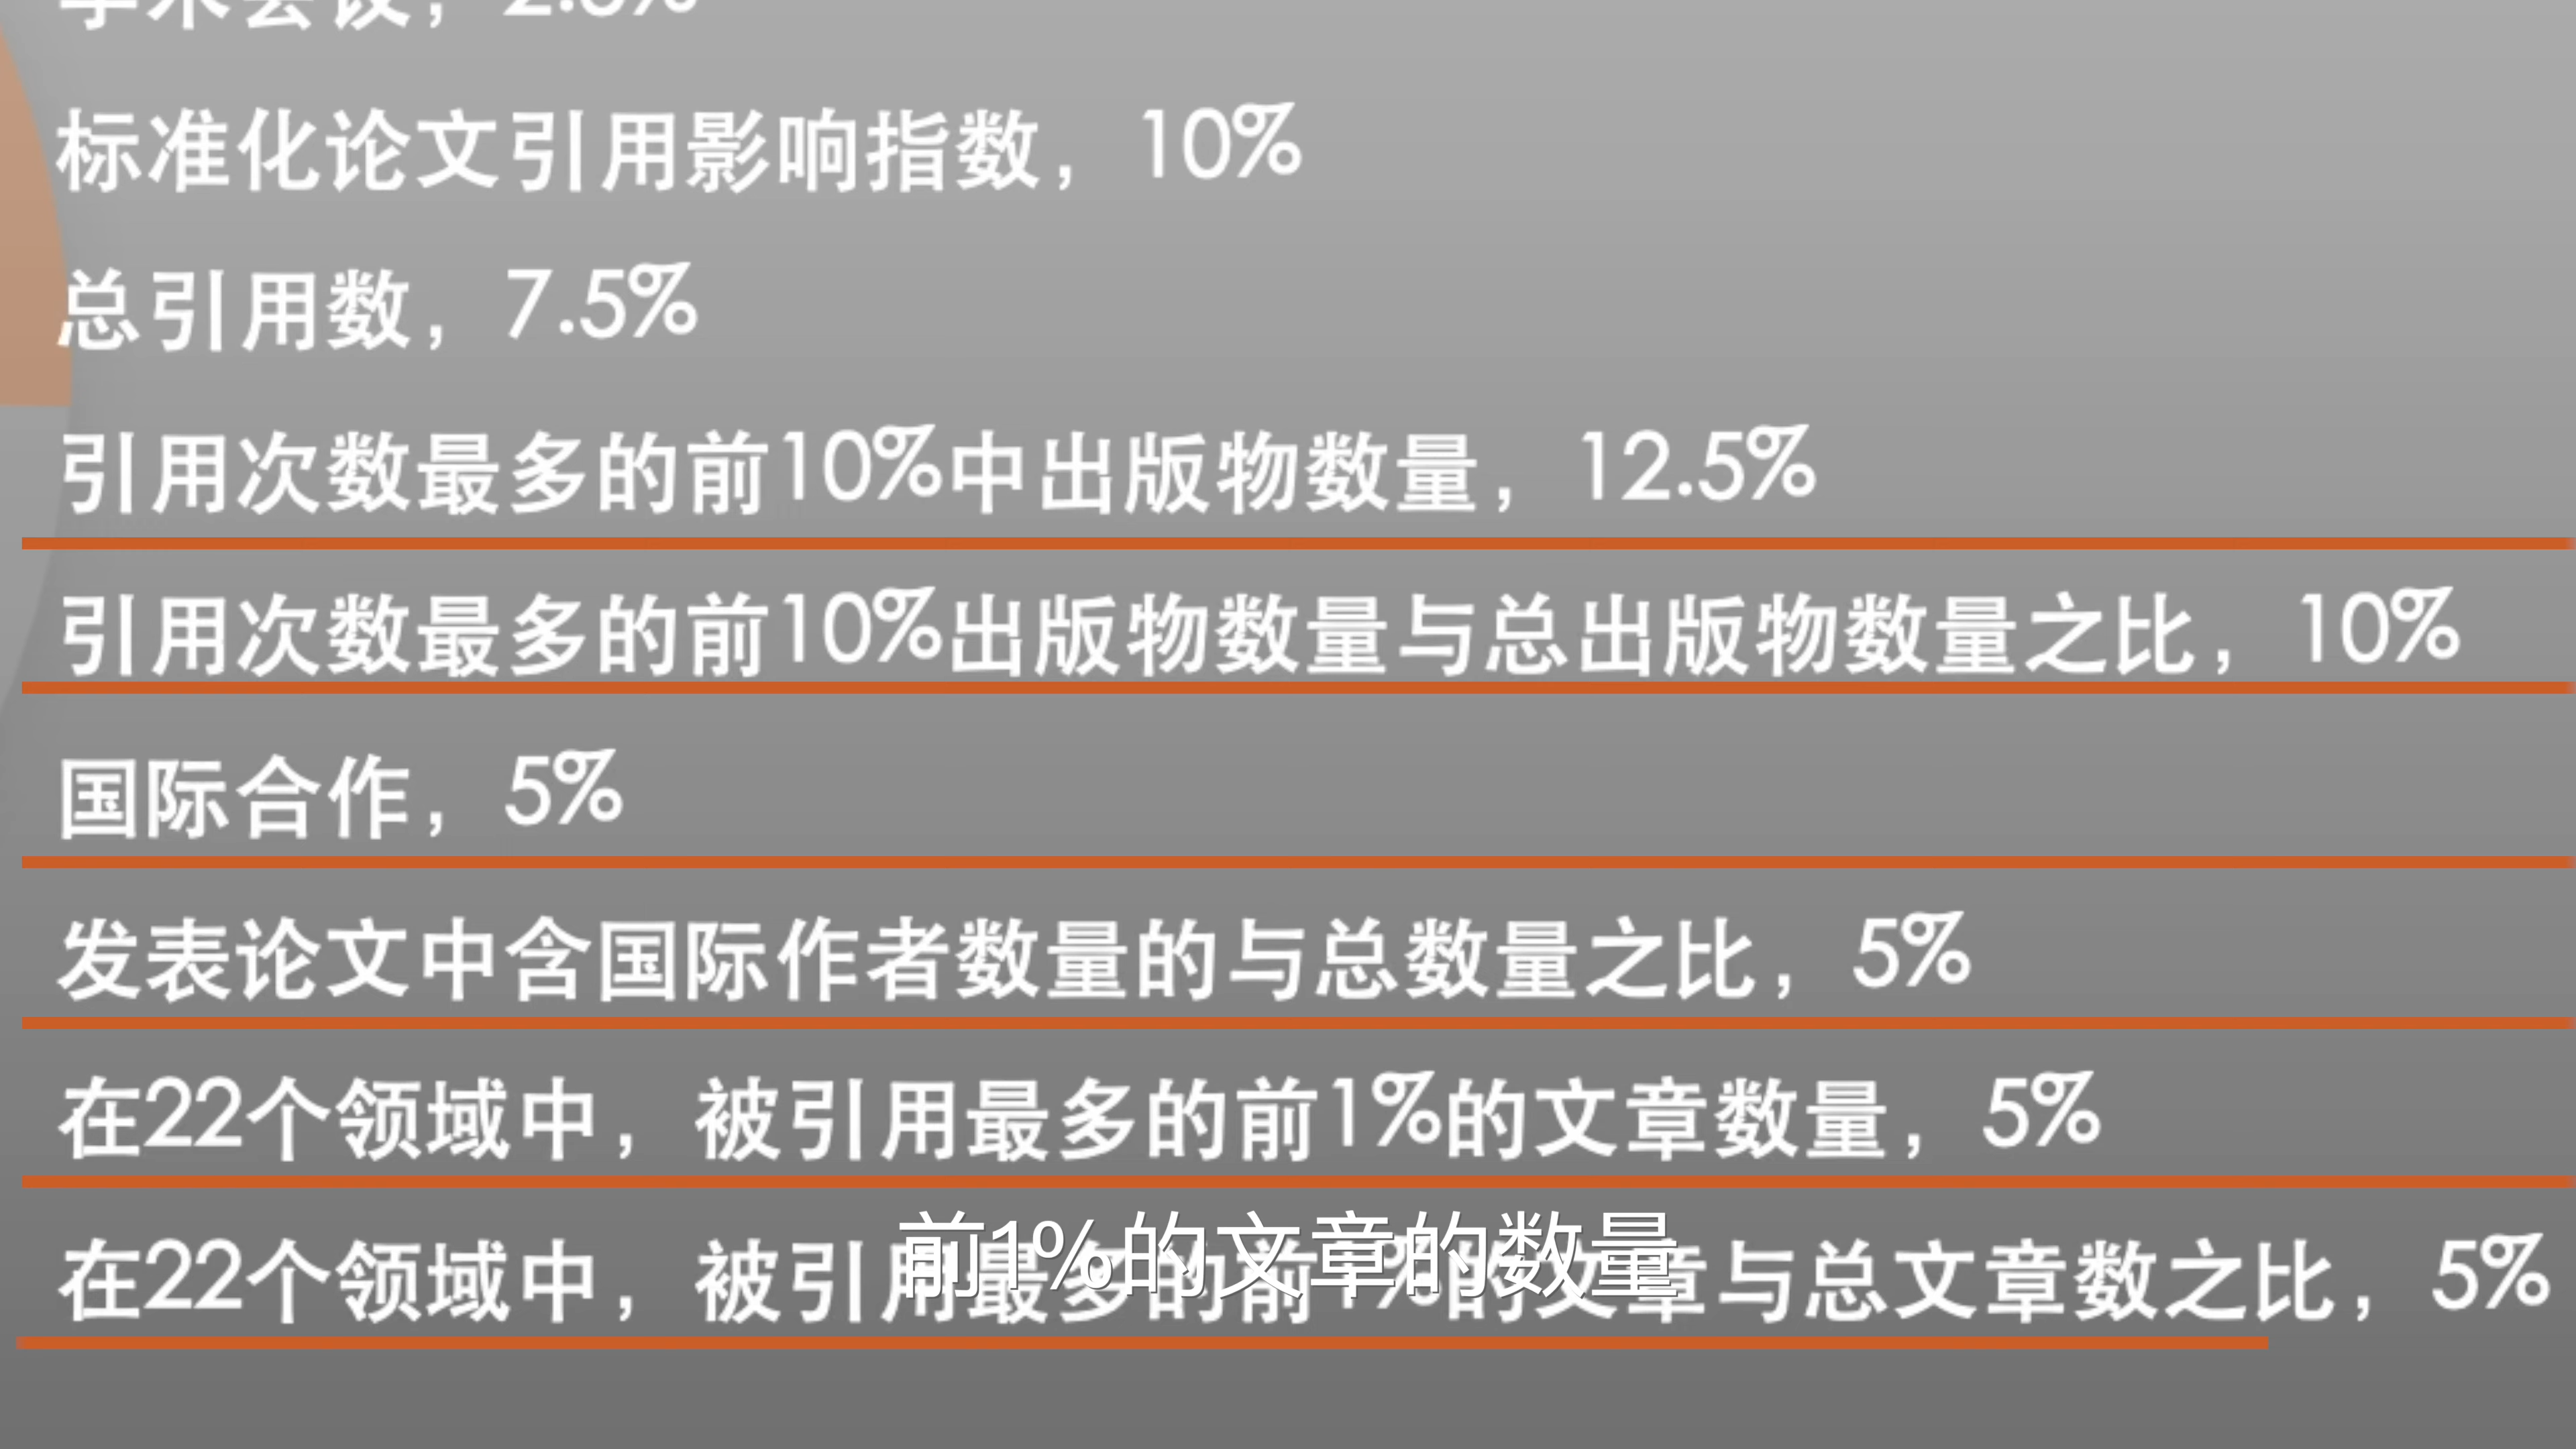 学术会议，2.5%
标准化论文引用影响指数，10%
总引用数，7.5%
引用次数最多的前10%中出版物数量，12.5%
引用次数最多的前10%出版物数量与总出版物数量之比，10%
国际合作，5%
发表论文中含国际作者数量的与总数量之比，5%
在22个领域中，被引用最多的前1%的文章数量，5%
前1%的文章的数量
在22个领域中，被引用最多的前1%的文章与总文章数之比，5%